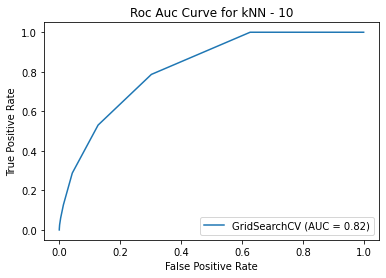 Roc Auc Curve for kNN - 10
True Positive Rate
1.0
0.8
0.6
0.4
0.2
0.0
GridSearchCV (AUC = 0.82)
0.0 0.2 0.4 0.6 0.8 1.0
False Positive Rate